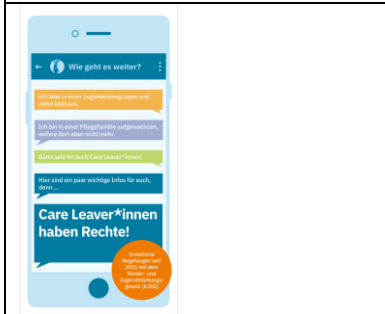 Wie geht es weiter?
Ich lebe in einer Jugendwohngruppe und
ziehe bald aus.
Ich bin in einer Pflegefamilie aufgewachsen,
wohne dort aber nicht mehr.
Dann seid ihr auch Care Leaver*innen!
Hier sind ein paar wichtige Infos für euch,
denn ...
Care Leaver*innen
haben Rechte!
Erweiterte
Regelungen seit
2021 mit dem
Kinder- und
Jugendstärkungs-
gesetz (KJSG)